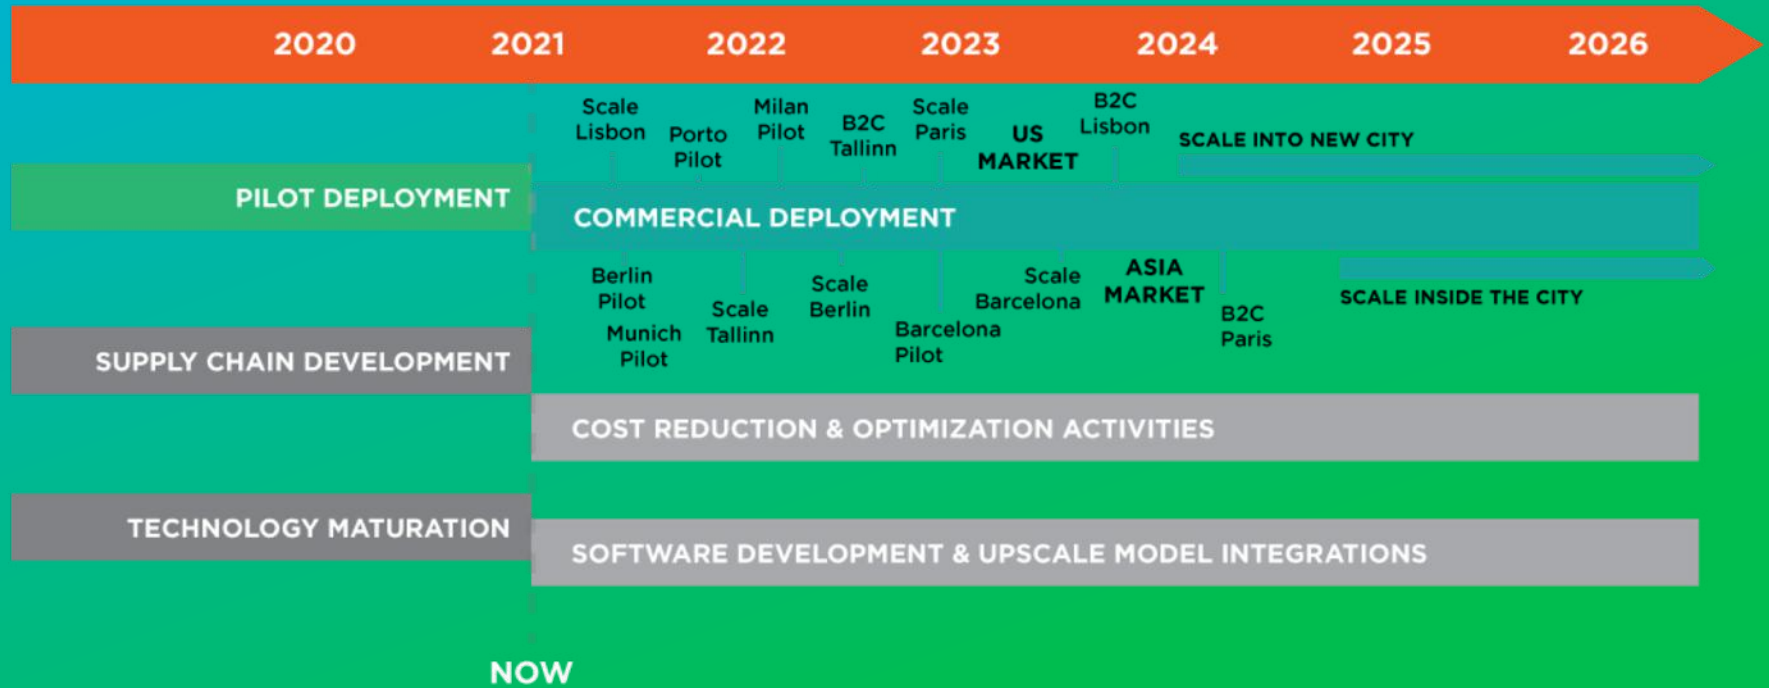 2020 2021 2022 2023 2024 2025 2026
Scale
Lisbon
Porto
Pilot
Milan
Pilot
B2C
Tallinn
Scale
Paris
US
MARKET
B2C
Lisbon
SCALE INTO NEW CITY
PILOT DEPLOYMENT
COMMERCIAL DEPLOYMENT
Berlin
Pilot
Munich
Pilot
Scale
Tallinn
Scale
Berlin
Barcelona
Pilot
Scale
Barcelona
ASIA
MARKET
B2C
Paris
SCALE INSIDE THE CITY
SUPPLY CHAIN DEVELOPMENT
COST REDUCTION & OPTIMIZATION ACTIVITIES
TECHNOLOGY MATURATION
SOFTWARE DEVELOPMENT & UPSCALE MODEL INTEGRATIONS
NOW